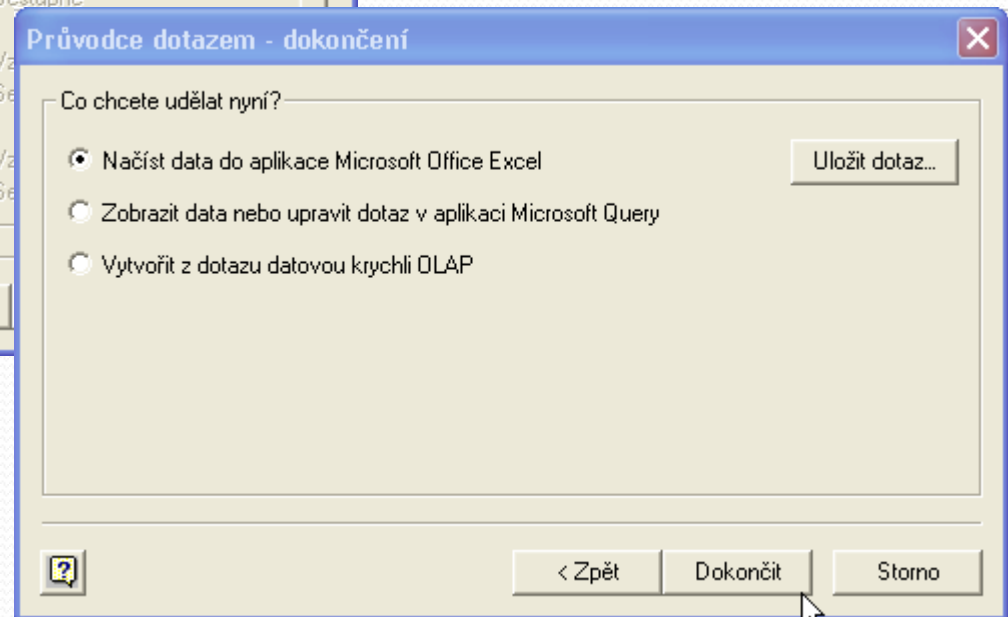 Průvodce dotazem - dokončení
Co chcete udělat nyní?
Načíst data do aplikace Microsoft Office Excel
Uložit dotaz...
Zobrazit data nebo upravit dotaz v aplikaci Microsoft Query
Vytvořit z dotazu datovou krychli OLAP
< Zpět
Dokončit
Storno